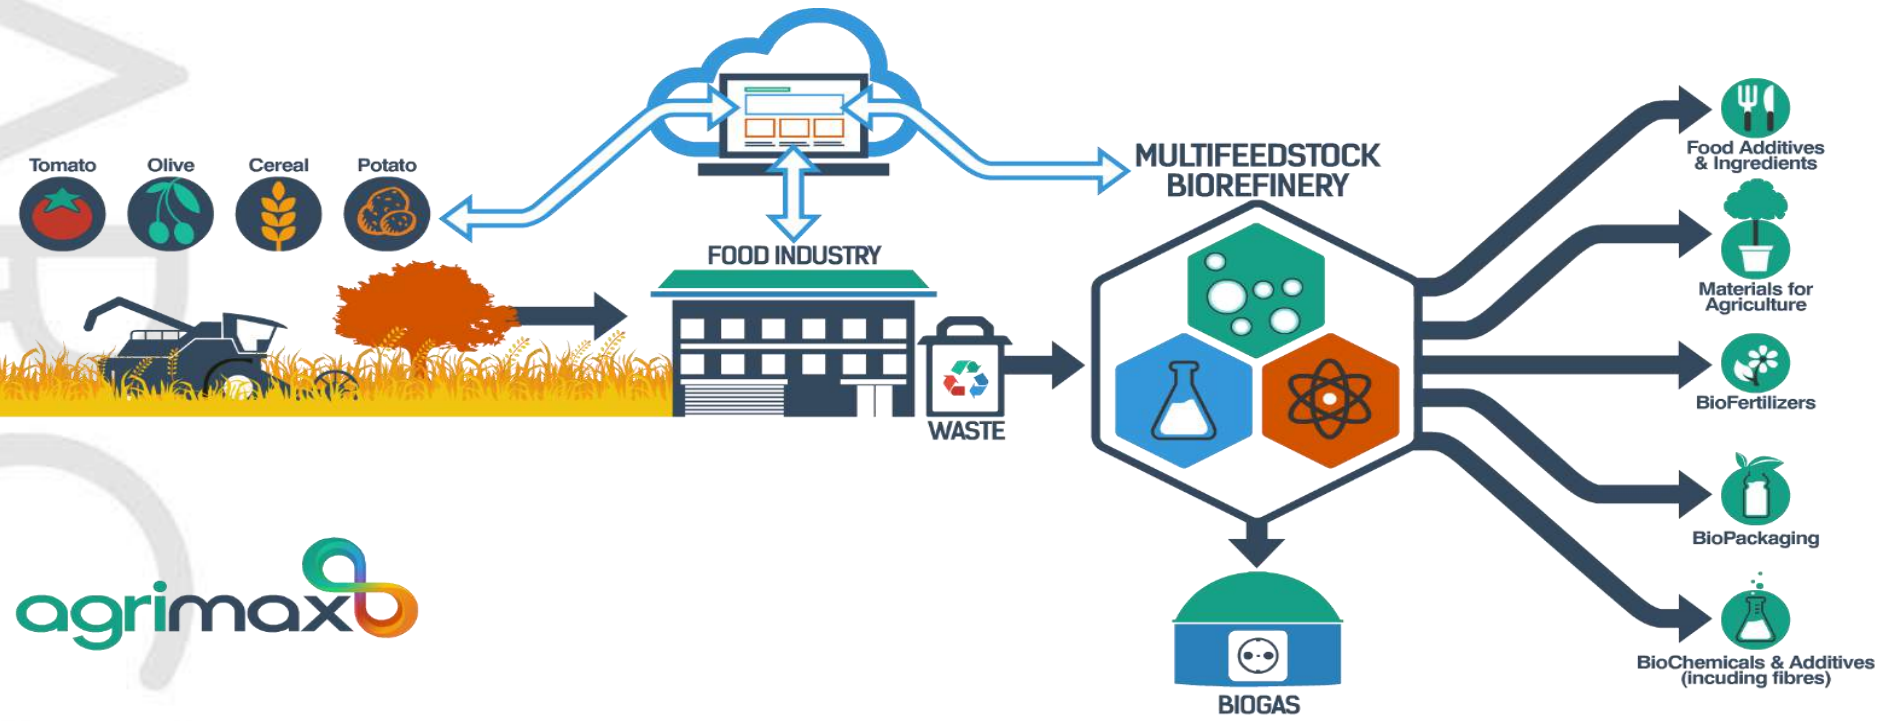 Tomato
Olive
Cereal
Potato
FOOD INDUSTRY
WASTE
MULTIFEEDSTOCK
BIOREFINERY
BIOGAS
Food Additives
& Ingredients
Materials for
Agriculture
BioFertilizers
BioPackaging
BioChemicals & Additives
(incuding fibres)
agrimax